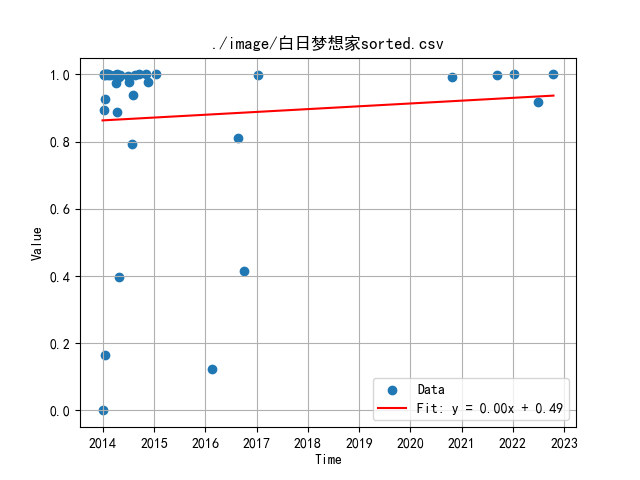 ./image/白日梦想家sorted.csv
1.0
0.8
0.6
0.4
0.2
0.0
Value
2014 2015 2016 2017 2018 2019 2020 2021 2022 2023
Time
Data
Fit: y = 0.00x + 0.49